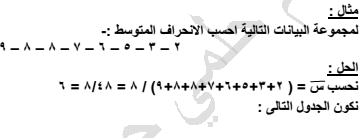 مثال :
لمجموعة البيانات التالية احسب الانحراف المتوسط :-
٢ – ٣ – ٥ – ٦ – ٧ – ٨ – ٨ – ٩
الحل :
نحسب س = ( ٢+٣+٥+٦+٧+٨+٨+٩) / ٨ = ٨/٤٨ = ٦
نكون الجدول التالى :